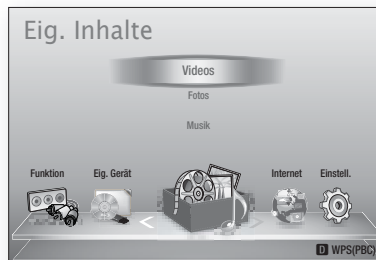 Eig. Inhalte
Videos
Fotos
Musik
Funktion Eig. Gerät Internet Einstell.
D WPS(PBC)